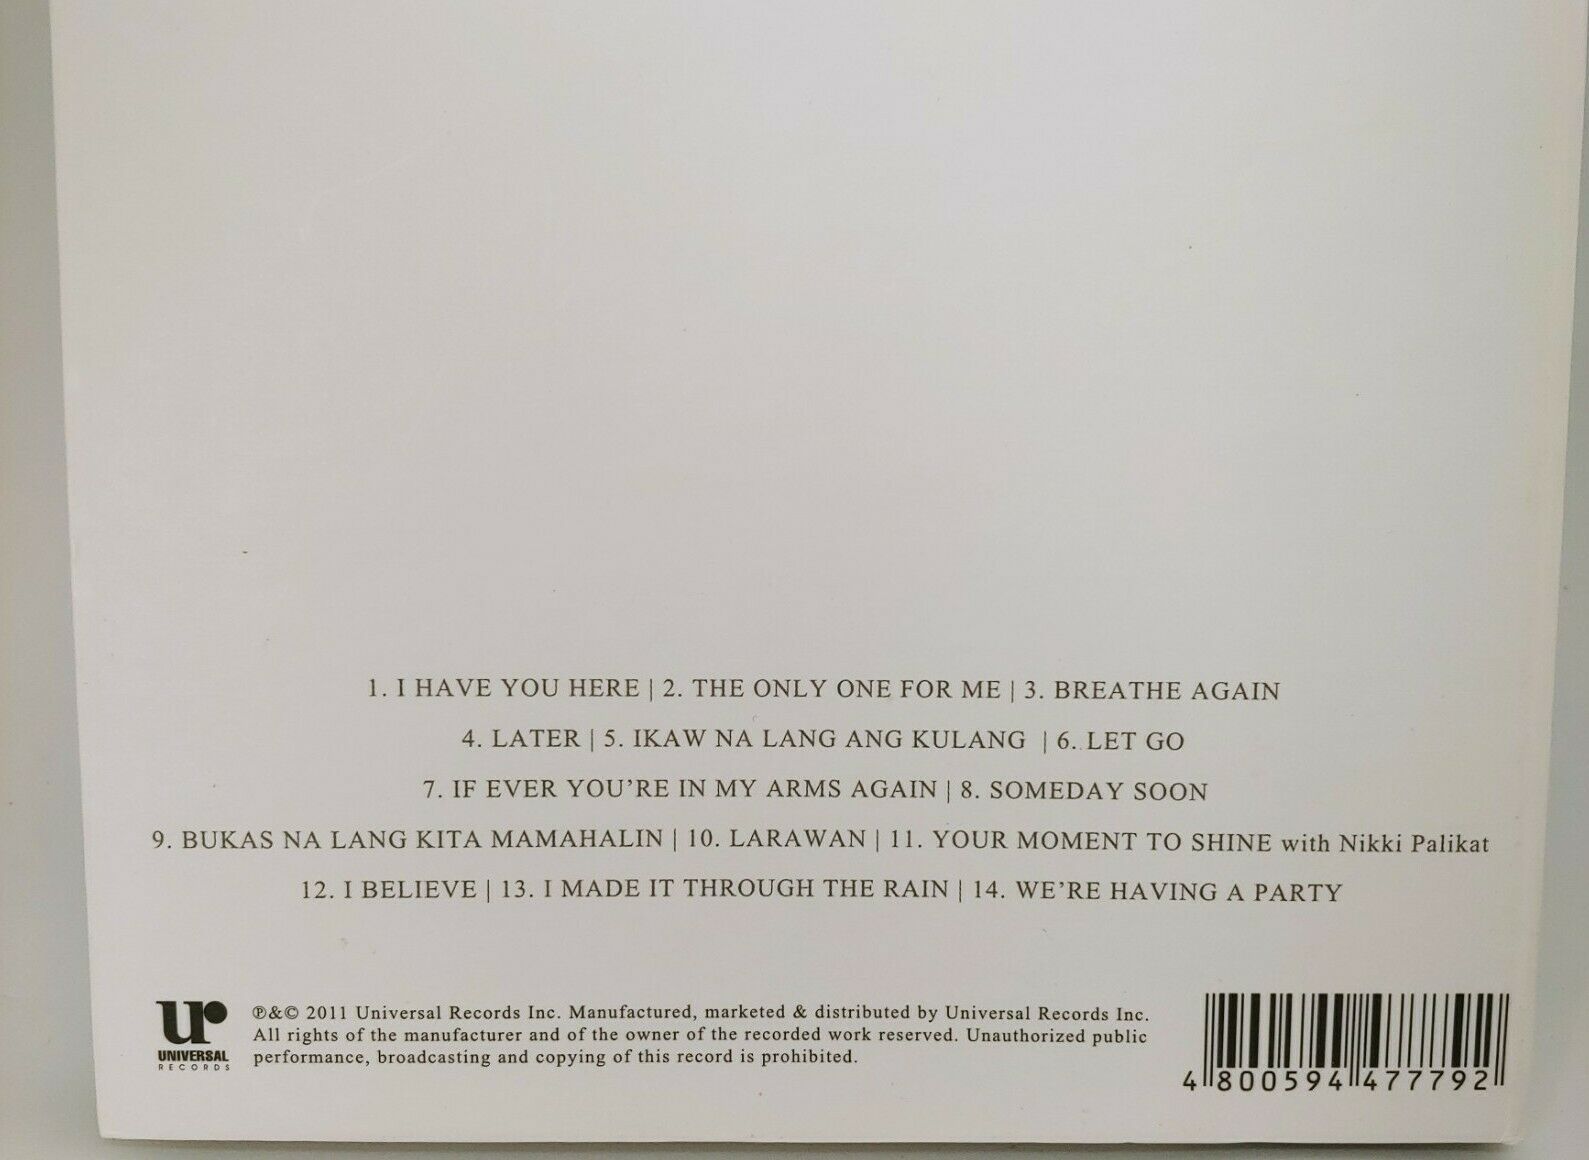 1. I HAVE YOU HERE | 2. THE ONLY ONE FOR ME | 3. BREATHE AGAIN
4. LATER | 5. IKAW NA LANG ANG KULANG | 6. LET GO
7. IF EVER YOU'RE IN MY ARMS AGAIN | 8. SOMEDAY SOON
9. BUKAS NA LANG KITA MAMAHALIN | 10. LARAWAN | 11. YOUR MOMENT TO SHINE with Nikki Palikat
12. I BELIEVE | 13. I MADE IT THROUGH THE RAIN | 14. WE'RE HAVING A PARTY
ur
UNIVERSAL
RECORDS
℗&© 2011 Universal Records Inc. Manufactured, marketed & distributed by Universal Records Inc.
All rights of the manufacturer and of the owner of the recorded work reserved. Unauthorized public
performance, broadcasting and copying of this record is prohibited.
4 800594 477792